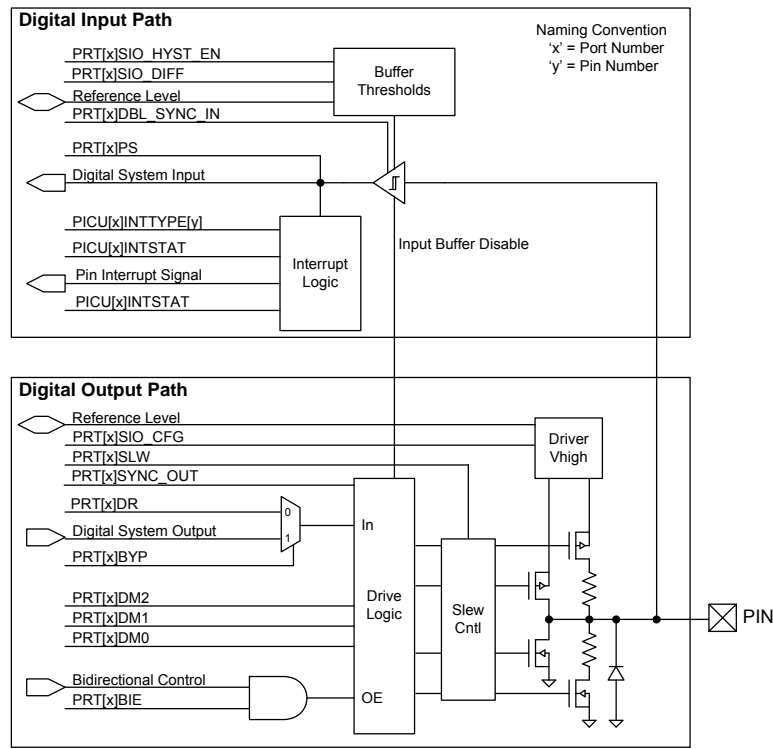 Digital Input Path
Naming Convention
'x' = Port Number
'y' = Pin Number
PRT[x]SIO_HYST_EN
PRT[x]SIO_DIFF
Reference Level
PRT[x]DBL_SYNC_IN
Buffer
Thresholds
PRT[x]PS
Digital System Input
PICU[x]INTTYPE[y]
PICU[x]INTSTAT
Pin Interrupt Signal
PICU[x]INTSTAT
Interrupt
Logic
Input Buffer Disable
Digital Output Path
Reference Level
PRT[x]SIO_CFG
PRT[x]SLW
PRT[x]SYNC_OUT
Driver
Vhigh
PRT[x]DR
Digital System Output
PRT[x]BYP
0
1
In
PRT[x]DM2
PRT[x]DM1
PRT[x]DM0
Drive
Logic
Slew
Cntl
PIN
Bidirectional Control
PRT[x]BIE
OE